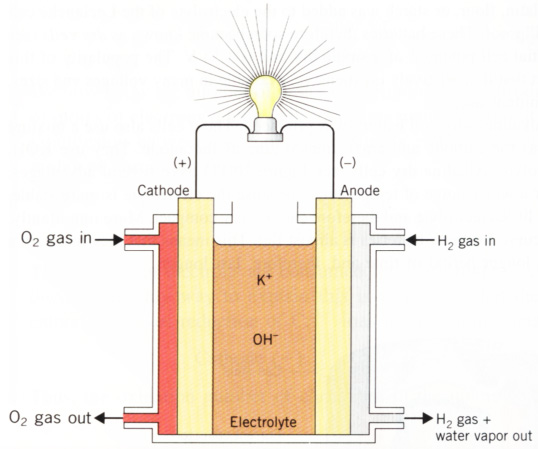 (+)
(−)
Cathode
Anode
O₂ gas in
H₂ gas in
K⁺
OH⁻
O₂ gas out
Electrolyte
H₂ gas +
water vapor out